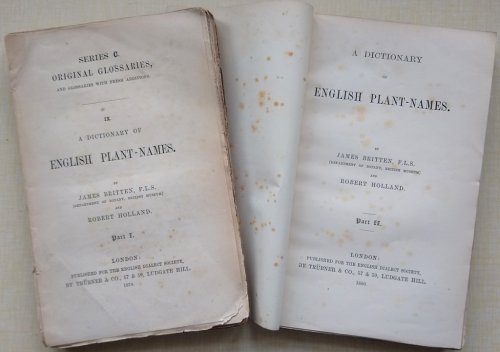 SERIES C.
ORIGINAL GLOSSARIES,
AND GLOSSARIES WITH FRESH ADDITIONS.
IX
A DICTIONARY OF
ENGLISH PLANT-NAMES.
BY
JAMES BRITTEN, F.L.S.
(DEPARTMENT OF BOTANY, BRITISH MUSEUM)
AND
ROBERT HOLLAND.
Part I.
LONDON:
PUBLISHED FOR THE ENGLISH DIALECT SOCIETY,
BY TRÜBNER & CO., 57 & 59, LUDGATE HILL.
A DICTIONARY
OF
ENGLISH PLANT-NAMES.
BY
JAMES BRITTEN, F.L.S.
(DEPARTMENT OF BOTANY, BRITISH MUSEUM)
AND
ROBERT HOLLAND.
Part II.
LONDON:
PUBLISHED FOR THE ENGLISH DIALECT SOCIETY,
BY TRÜBNER & CO., 57 & 59, LUDGATE HILL.
1880.